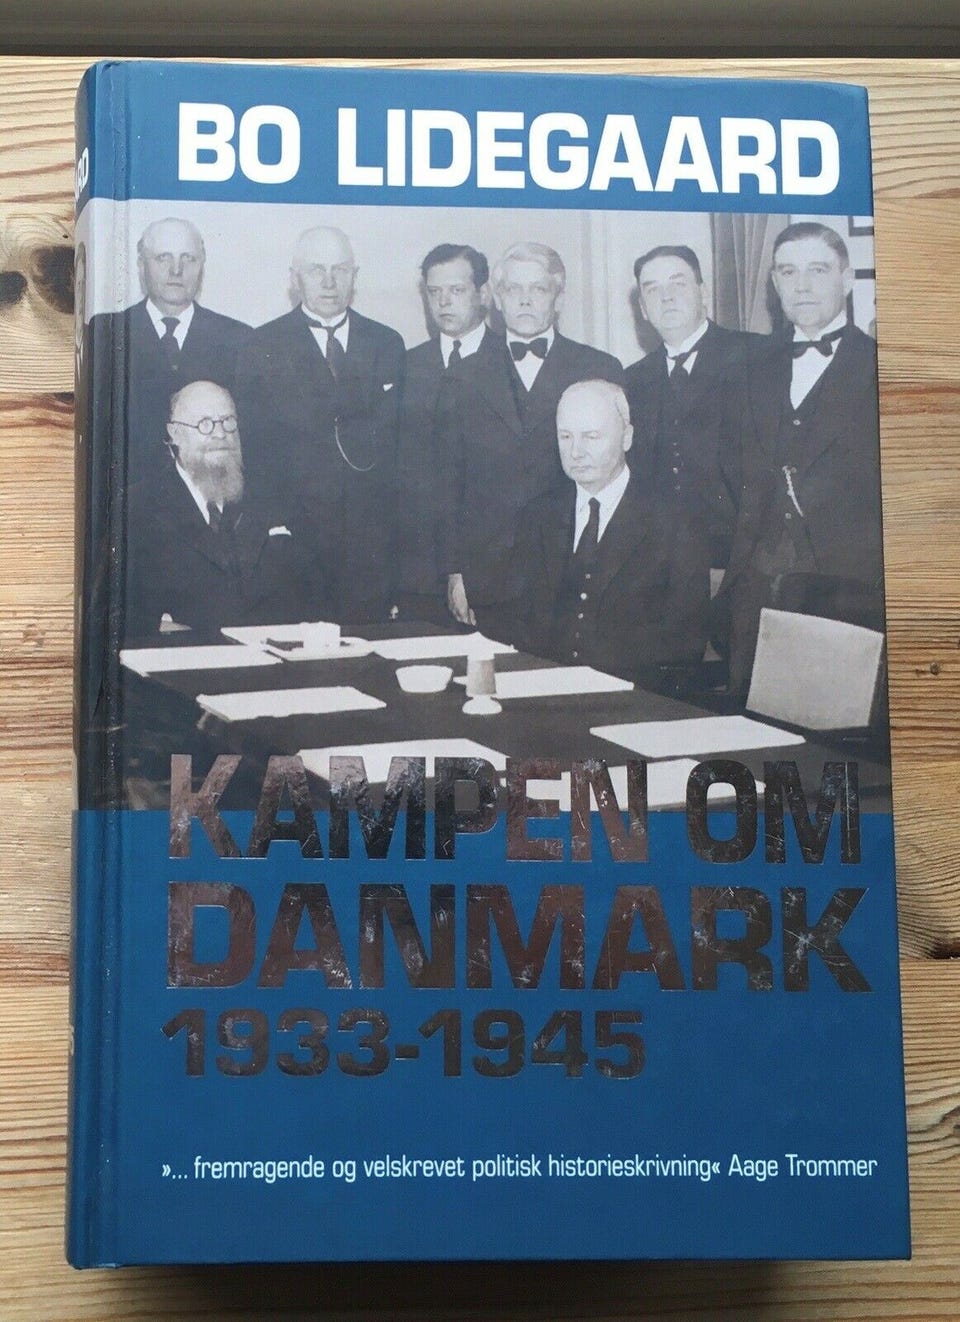 BO LIDEGAARD
KAMPEN OM
DANMARK
1933-1945
»... fremragende og velskrevet politisk historieskrivning« Aage Trommer